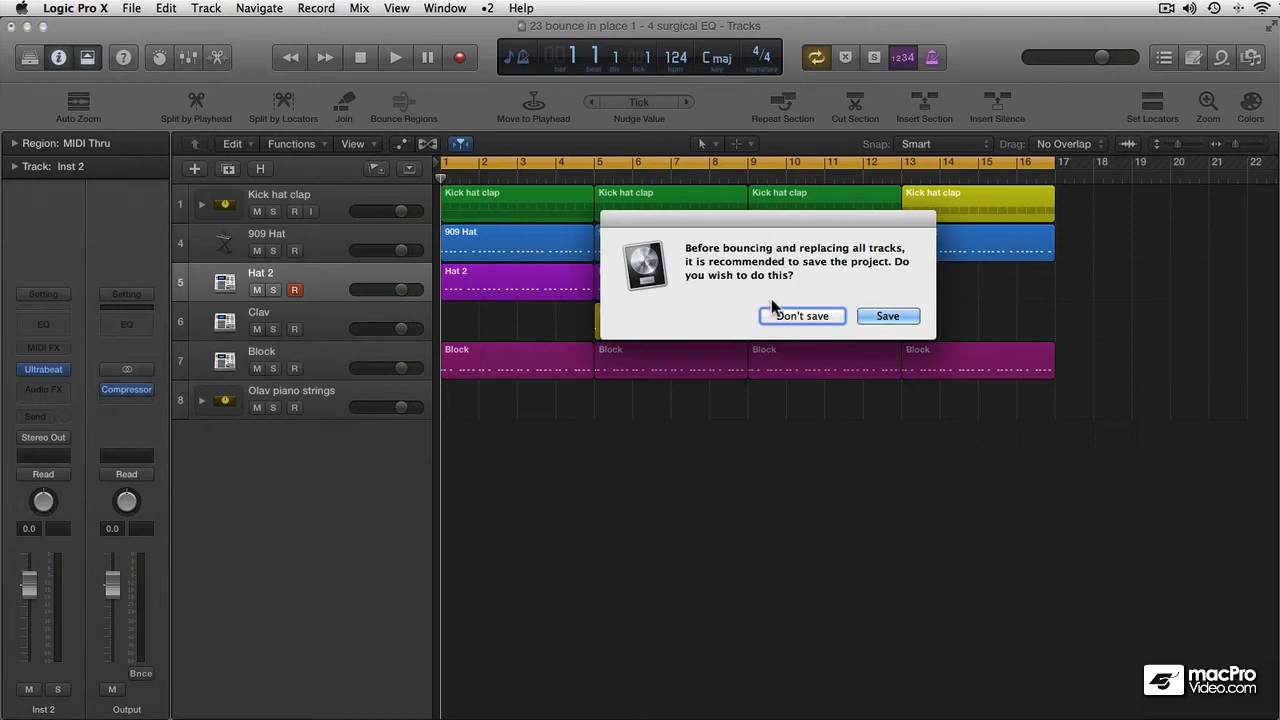 Logic Pro X File Edit Track Navigate Record Mix View Window 2 Help
23 bounce in place 1 - 4 surgical EQ - Tracks
1 1 1 1 124 C maj 4/4
bar beat div tick bpm key signature
1234
Auto Zoom Split by Playhead Split by Locators Join Bounce Regions Move to Playhead Tick Nudge Value Repeat Section Cut Section Insert Section Insert Silence Set Locators Zoom Colors
Region: MIDI Thru Edit Functions View Snap: Smart Drag: No Overlap
Track: Inst 2
H
1 2 3 4 5 6 7 8 9 10 11 12 13 14 15 16 17 18 19 20 21 22
1 Kick hat clap M S R I
Kick hat clap Kick hat clap Kick hat clap Kick hat clap
4 909 Hat M S R
909 Hat
5 Hat 2 M S R
Hat 2
6 Clav M S R
7 Block M S R
Block Block Block Block
8 Olav piano strings M S R
Before bouncing and replacing all tracks,
it is recommended to save the project. Do
you wish to do this?
Don't save Save
Setting Setting
EQ EQ
MIDI FX
Ultrabeat
Audio FX Compressor
Send
Stereo Out
Read Read
0.0 0.0
Bnce
M S M
Inst 2 Output
macPro
Video.com